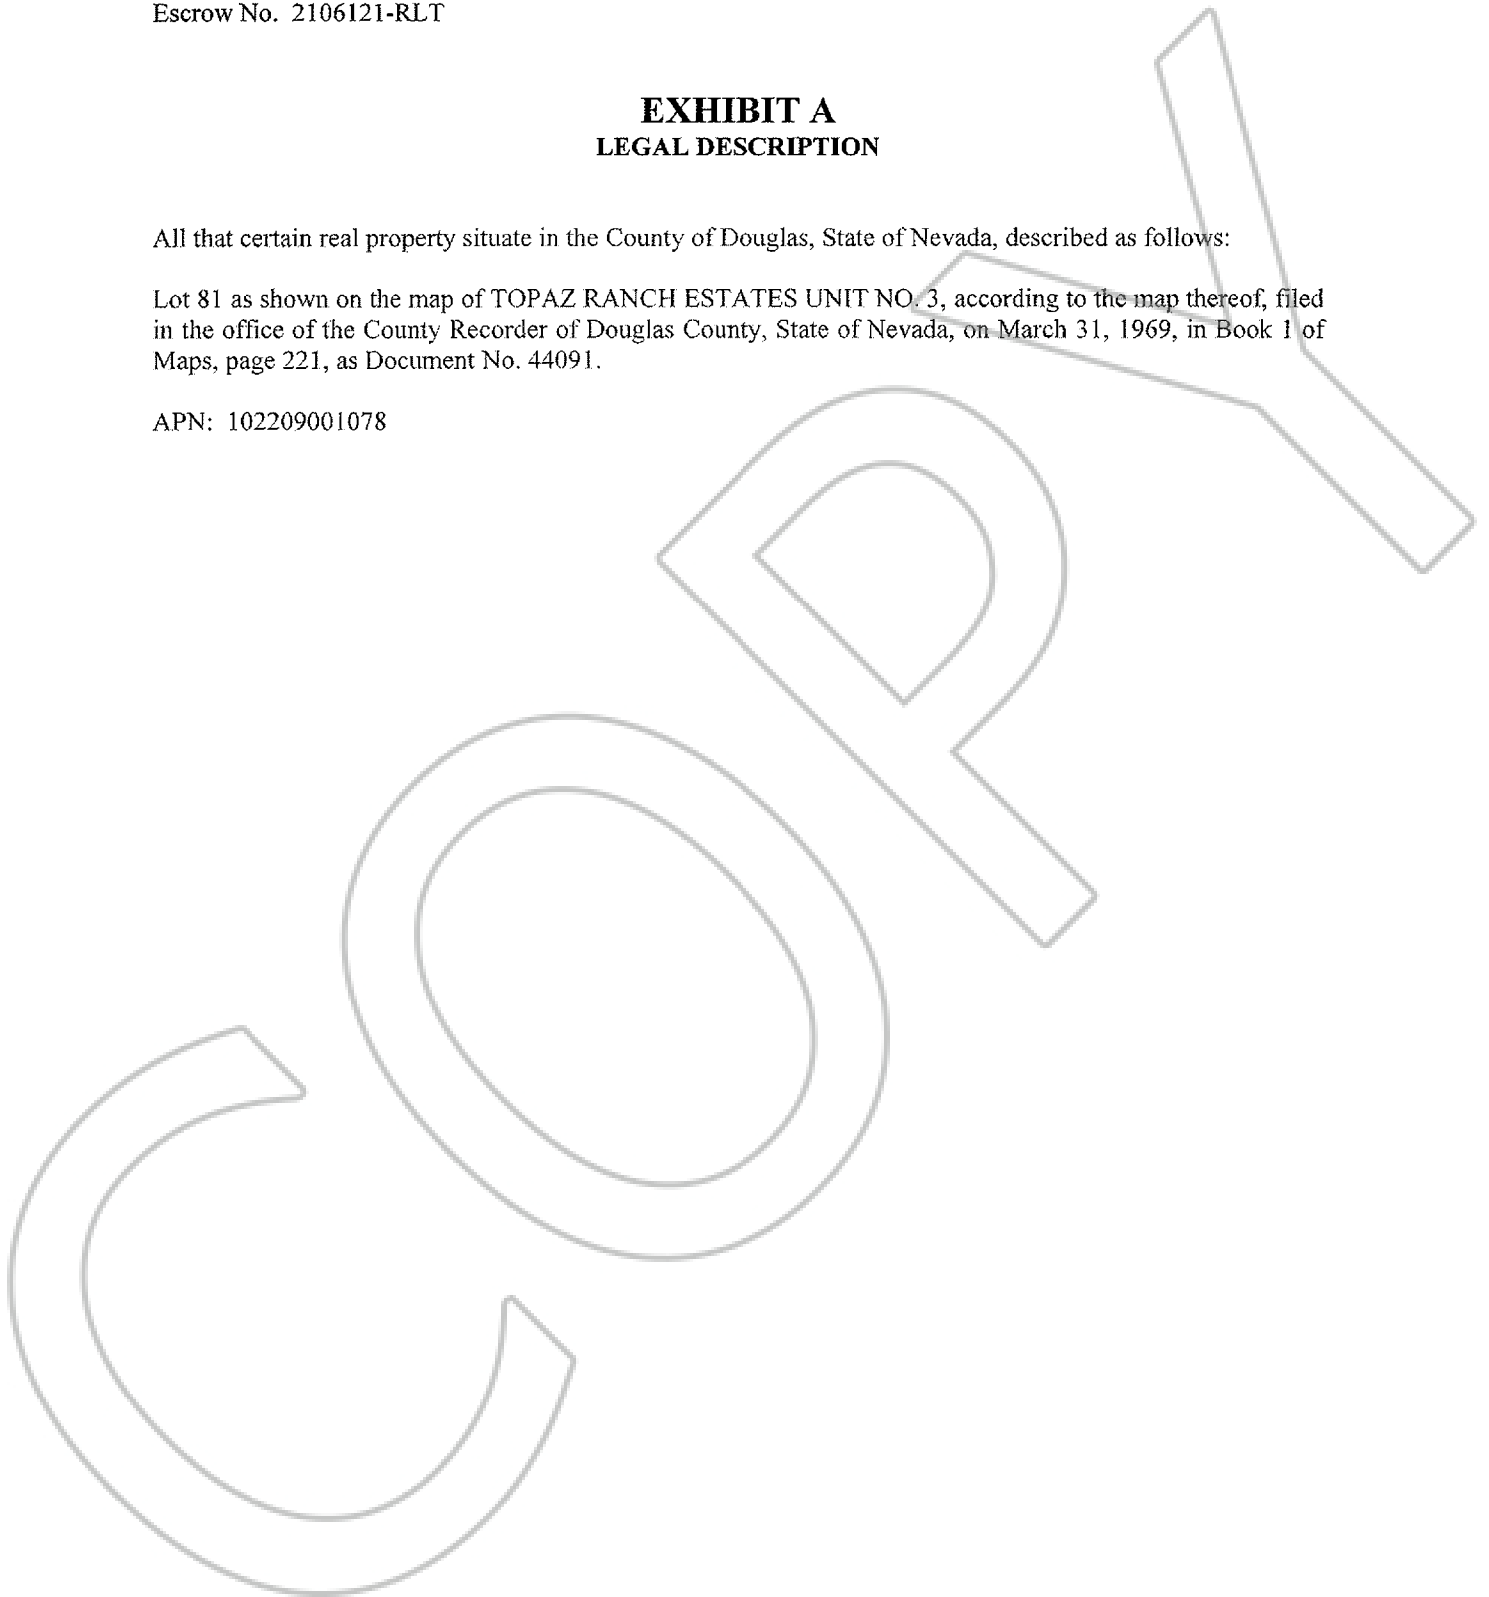 Escrow No. 2106121-RLT
EXHIBIT A
LEGAL DESCRIPTION
All that certain real property situate in the County of Douglas, State of Nevada, described as follows:
Lot 81 as shown on the map of TOPAZ RANCH ESTATES UNIT NO. 3, according to the map thereof, filed
in the office of the County Recorder of Douglas County, State of Nevada, on March 31, 1969, in Book 1 of
Maps, page 221, as Document No. 44091.
APN: 102209001078
COPY